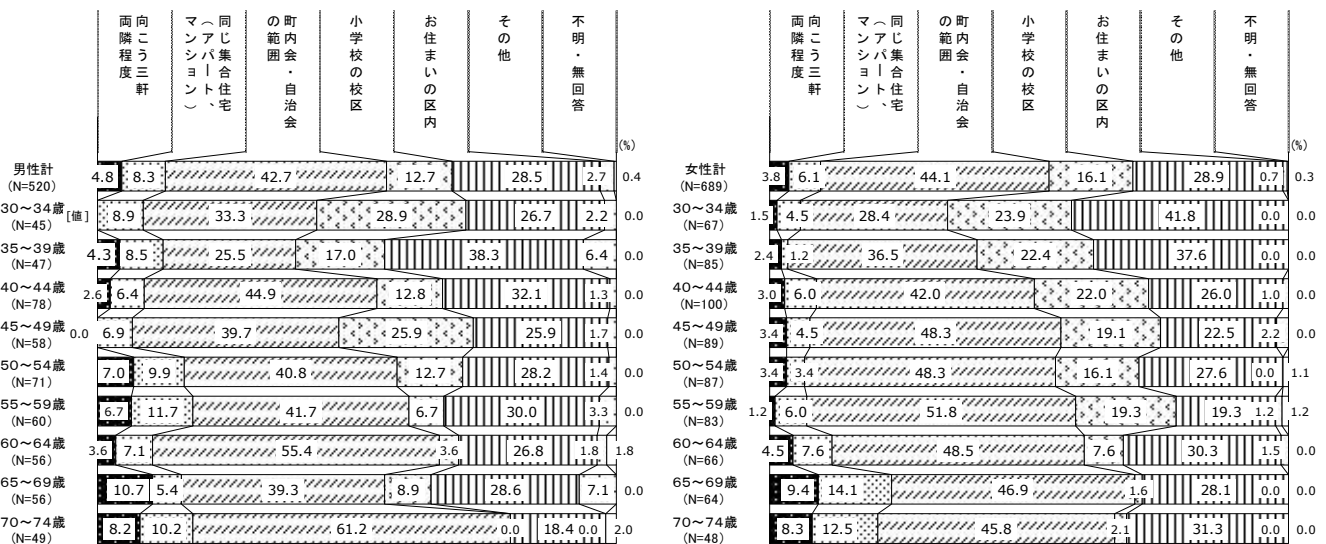 向こう三軒
両隣程度
同じ集合住宅
（アパート、
マンション）
町内会・自治会
の範囲
小学校の校区
お住まいの区内
その他
不明・無回答
(%)
男性計
(N=520)
4.8 8.3 42.7 12.7 28.5 2.7 0.4
30～34歳
(N=45)
[値] 8.9 33.3 28.9 26.7 2.2 0.0
35～39歳
(N=47)
4.3 8.5 25.5 17.0 38.3 6.4 0.0
40～44歳
(N=78)
2.6 6.4 44.9 12.8 32.1 1.3 0.0
45～49歳
(N=58)
0.0 6.9 39.7 25.9 25.9 1.7 0.0
50～54歳
(N=71)
7.0 9.9 40.8 12.7 28.2 1.4 0.0
55～59歳
(N=60)
6.7 11.7 41.7 6.7 30.0 3.3 0.0
60～64歳
(N=56)
3.6 7.1 55.4 3.6 26.8 1.8 1.8
65～69歳
(N=56)
10.7 5.4 39.3 8.9 28.6 7.1 0.0
70～74歳
(N=49)
8.2 10.2 61.2 0.0 18.4 0.0 2.0
向こう三軒
両隣程度
同じ集合住宅
（アパート、
マンション）
町内会・自治会
の範囲
小学校の校区
お住まいの区内
その他
不明・無回答
(%)
女性計
(N=689)
3.8 6.1 44.1 16.1 28.9 0.7 0.3
30～34歳
(N=67)
1.5 4.5 28.4 23.9 41.8 0.0 0.0
35～39歳
(N=85)
2.4 1.2 36.5 22.4 37.6 0.0 0.0
40～44歳
(N=100)
3.0 6.0 42.0 22.0 26.0 1.0 0.0
45～49歳
(N=89)
3.4 4.5 48.3 19.1 22.5 2.2 0.0
50～54歳
(N=87)
3.4 3.4 48.3 16.1 27.6 0.0 1.1
55～59歳
(N=83)
1.2 6.0 51.8 19.3 19.3 1.2 1.2
60～64歳
(N=66)
4.5 7.6 48.5 7.6 30.3 1.5 0.0
65～69歳
(N=64)
9.4 14.1 46.9 1.6 28.1 0.0 0.0
70～74歳
(N=48)
8.3 12.5 45.8 2.1 31.3 0.0 0.0